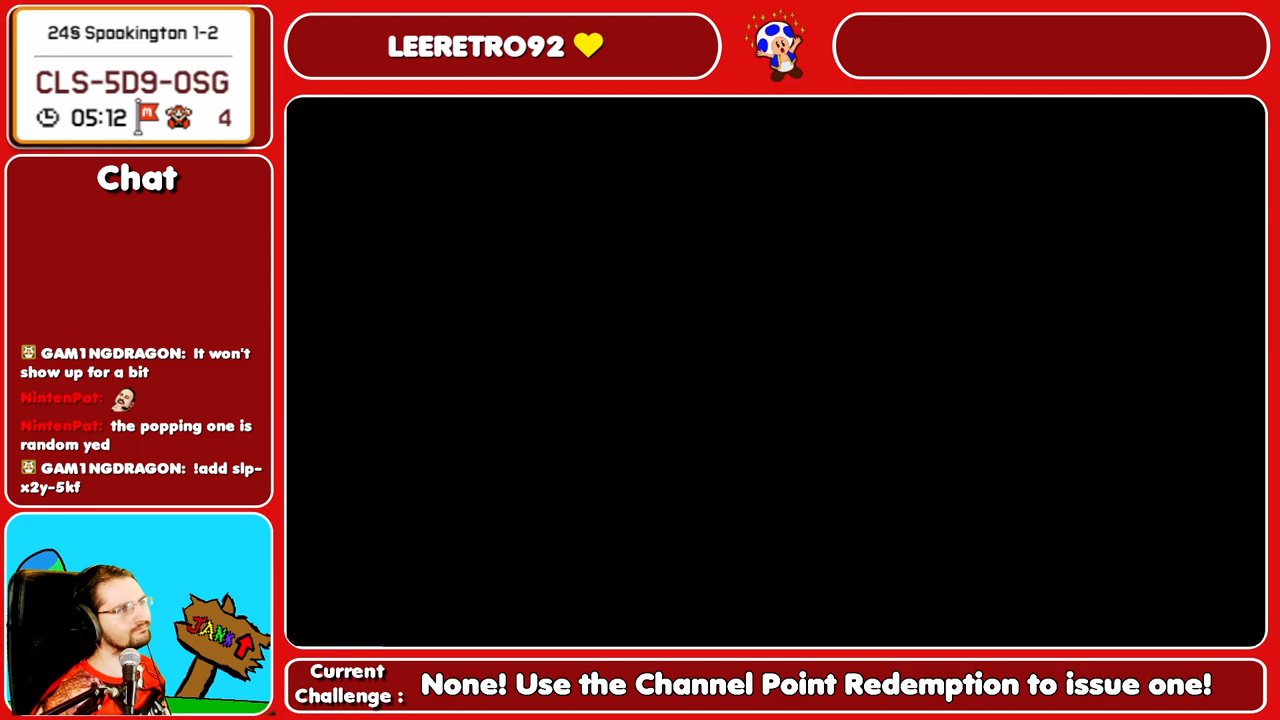 24§ Spookington 1-2
CLS-5D9-0SG
05:12 M 4
LEERETRO92
Chat
GAM1NGDRAGON: It won't
show up for a bit
NintenPat:
NintenPat: the popping one is
random yed
GAM1NGDRAGON: !add slp-
x2y-5kf
JANK
Current
Challenge :
None! Use the Channel Point Redemption to issue one!